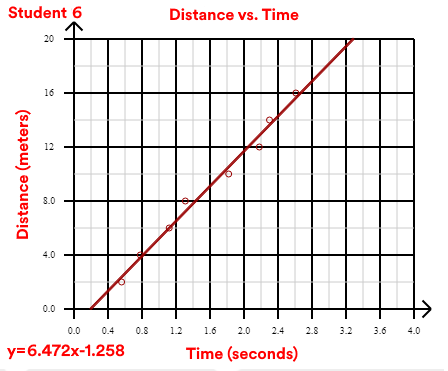 Student 6
Distance vs. Time
20
16
12
8.0
4.0
0.0
Distance (meters)
0.0 0.4 0.8 1.2 1.6 2.0 2.4 2.8 3.2 3.6 4.0
y=6.472x-1.258
Time (seconds)